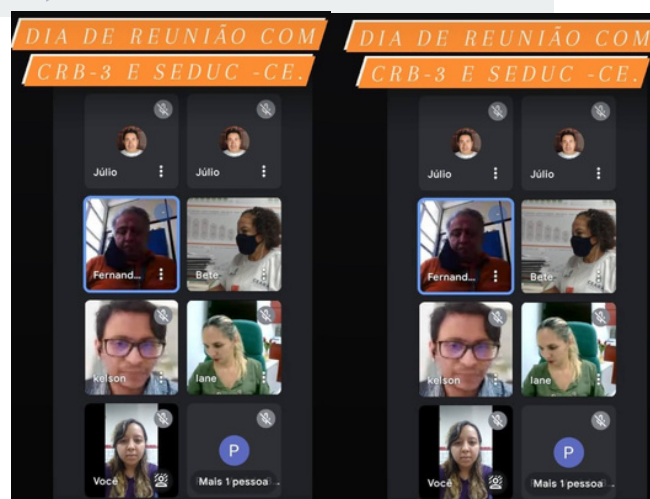 DIA DE REUNIÃO COM
CRB-3 E SEDUC -CE.
Júlio
Júlio
Fernand...
Bete
kelson
Iane
Você
P
Mais 1 pessoa
DIA DE REUNIÃO COM
CRB-3 E SEDUC -CE.
Júlio
Júlio
Fernand...
Bete
kelson
Iane
Você
P
Mais 1 pessoa